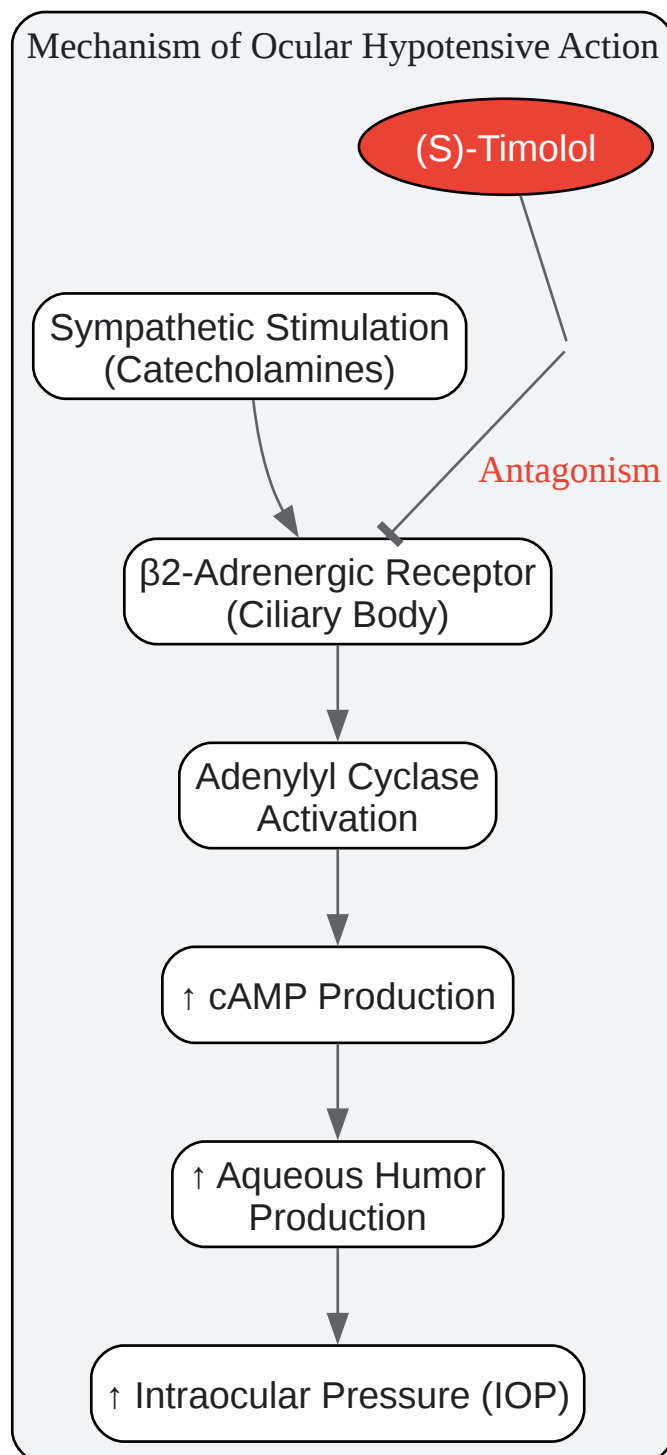 Mechanism of Ocular Hypotensive Action
(S)-Timolol
Sympathetic Stimulation
(Catecholamines)
Antagonism
β2-Adrenergic Receptor
(Ciliary Body)
Adenylyl Cyclase
Activation
↑ cAMP Production
↑ Aqueous Humor
Production
↑ Intraocular Pressure (IOP)